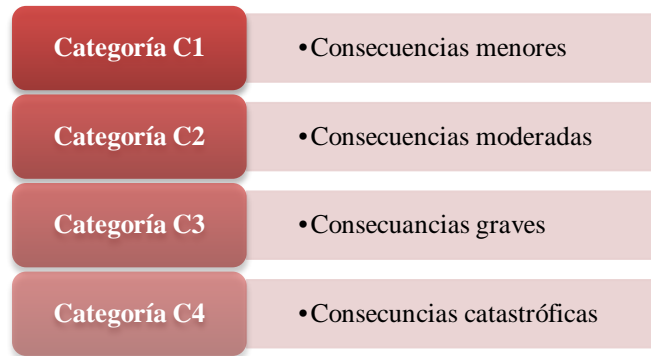 Categoría C1
•Consecuencias menores
Categoría C2
•Consecuencias moderadas
Categoría C3
•Consecuancias graves
Categoría C4
•Consecuncias catastróficas